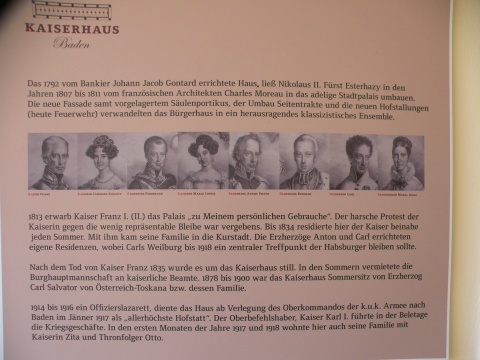 KAISERHAUS
Baden
Das 1792 vom Bankier Johann Jacob Gontard errichtete Haus, ließ Nikolaus II. Fürst Esterhazy in den
Jahren 1807 bis 1811 vom französischen Architekten Charles Moreau in das adelige Stadtpalais umbauen.
Die neue Fassade samt vorgelagertem Säulenportikus, der Umbau Seitentrakte und die neuen Hofstallungen
(heute Feuerwehr) verwandelten das Bürgerhaus in ein herausragendes klassizistisches Ensemble.
1813 erwarb Kaiser Franz I. (II.) das Palais „zu Meinem persönlichen Gebrauche“. Der harsche Protest der
Kaiserin gegen die wenig repräsentable Bleibe war vergebens. Bis 1834 residierte hier der Kaiser beinahe
jeden Sommer. Mit ihm kam seine Familie in die Kurstadt. Die Erzherzöge Anton und Carl errichteten
eigene Residenzen, wobei Carls Weilburg bis 1918 ein zentraler Treffpunkt der Habsburger bleiben sollte.
Nach dem Tod von Kaiser Franz 1835 wurde es um das Kaiserhaus still. In den Sommern vermietete die
Burghauptmannschaft an kaiserliche Beamte. 1878 bis 1900 war das Kaiserhaus Sommersitz von Erzherzog
Carl Salvator von Österreich-Toskana bzw. dessen Familie.
1914 bis 1916 ein Offizierslazarett, diente das Haus ab Verlegung des Oberkommandos der k.u.k. Armee nach
Baden im Jänner 1917 als „allerhöchste Hofstatt“. Der Oberbefehlshaber, Kaiser Karl I. führte in der Beletage
die Kriegsgeschäfte. In den ersten Monaten der Jahre 1917 und 1918 wohnte hier auch seine Familie mit
Kaiserin Zita und Thronfolger Otto.